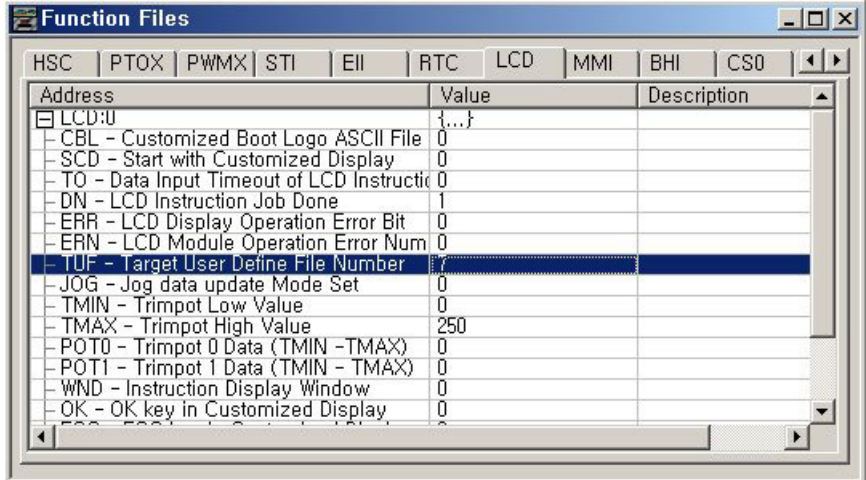 Function Files
HSC PTOX PWMX STI EII RTC LCD MMI BHI CS0
Address Value Description
LCD:0 {...}
CBL - Customized Boot Logo ASCII File 0
SCD - Start with Customized Display 0
TO - Data Input Timeout of LCD Instructi 0
DN - LCD Instruction Job Done 1
ERR - LCD Display Operation Error Bit 0
ERN - LCD Module Operation Error Num 0
TUF - Target User Define File Number 7
JOG - Jog data update Mode Set 0
TMIN - Trimpot Low Value 0
TMAX - Trimpot High Value 250
POT0 - Trimpot 0 Data (TMIN -TMAX) 0
POT1 - Trimpot 1 Data (TMIN - TMAX) 0
WND - Instruction Display Window 0
OK - OK key in Customized Display 0